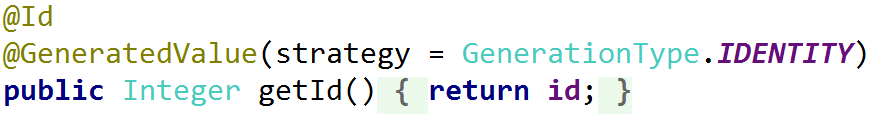 @Id
@GeneratedValue(strategy = GenerationType.IDENTITY)
public Integer getId() { return id; }